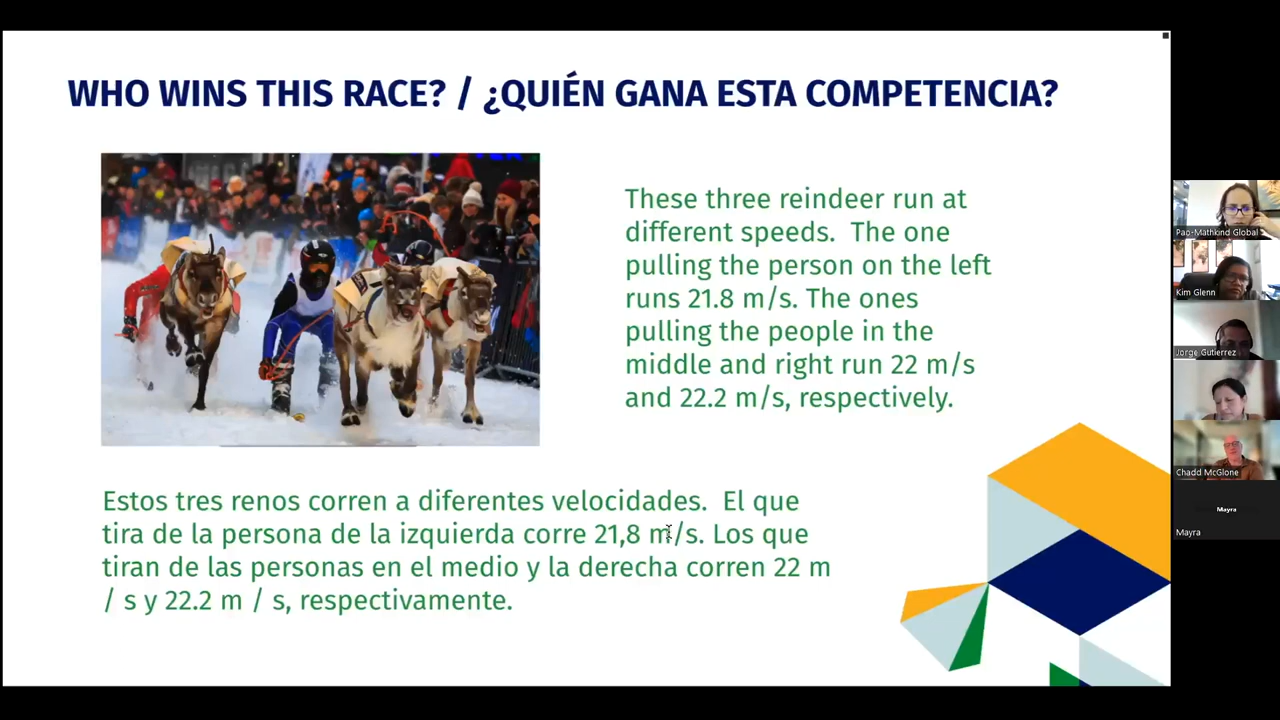 WHO WINS THIS RACE? / ¿QUIÉN GANA ESTA COMPETENCIA?
These three reindeer run at
different speeds.  The one
pulling the person on the left
runs 21.8 m/s. The ones
pulling the people in the
middle and right run 22 m/s
and 22.2 m/s, respectively.
Estos tres renos corren a diferentes velocidades.  El que
tira de la persona de la izquierda corre 21,8 m/s. Los que
tiran de las personas en el medio y la derecha corren 22 m
/ s y 22.2 m / s, respectivamente.
Pao-Mathkind Global
Kim Glenn
Jorge Gutierrez
Chadd McGlone
Mayra
Mayra